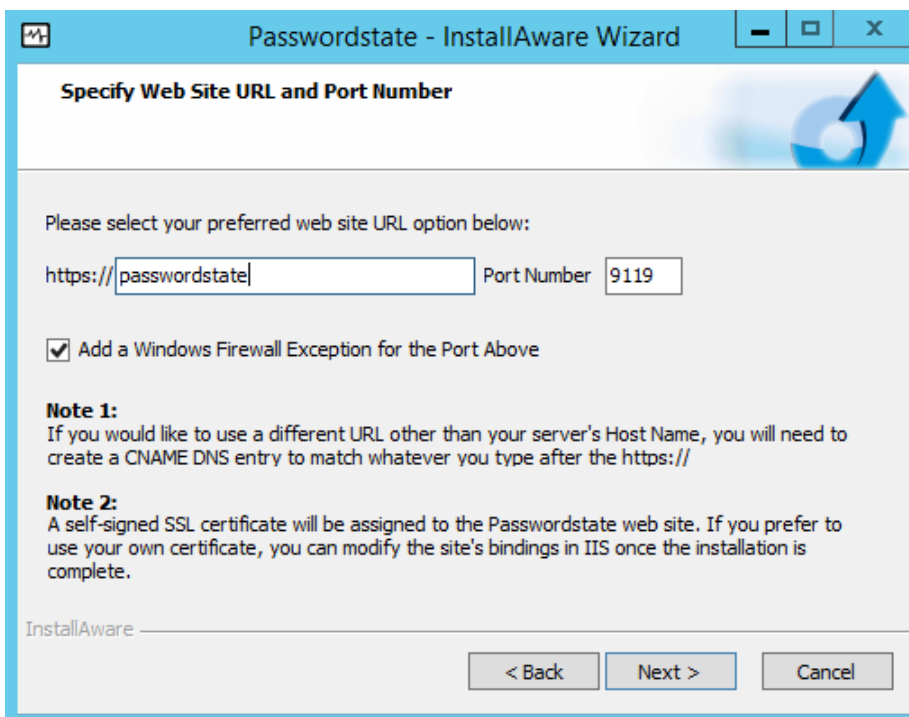 Passwordstate - InstallAware Wizard
Specify Web Site URL and Port Number
Please select your preferred web site URL option below:
https:// passwordstate Port Number 9119
Add a Windows Firewall Exception for the Port Above
Note 1:
If you would like to use a different URL other than your server's Host Name, you will need to
create a CNAME DNS entry to match whatever you type after the https://
Note 2:
A self-signed SSL certificate will be assigned to the Passwordstate web site. If you prefer to
use your own certificate, you can modify the site's bindings in IIS once the installation is
complete.
InstallAware
< Back Next > Cancel